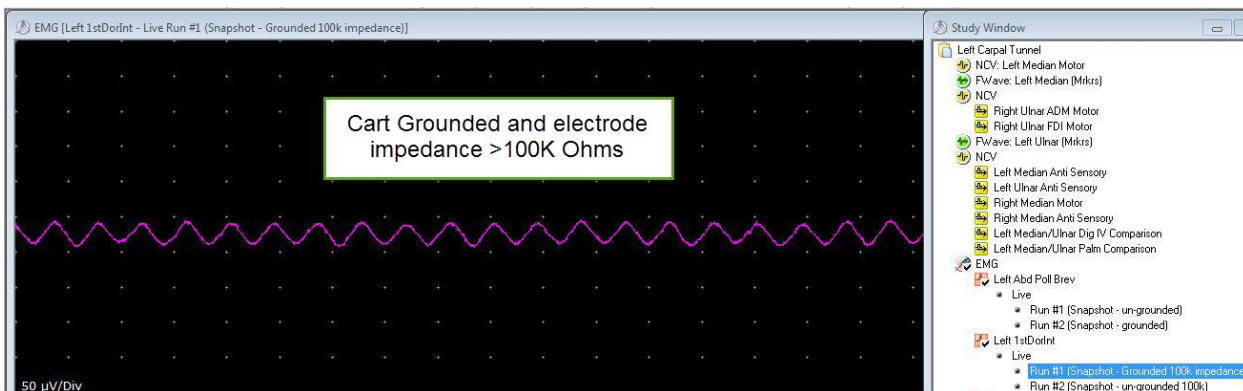 EMG [Left 1stDorInt - Live Run #1 (Snapshot - Grounded 100k impedance)]
Cart Grounded and electrode
impedance >100K Ohms
50 µV/Div
Study Window
Left Carpal Tunnel
NCV: Left Median Motor
FWave: Left Median (Mrkrs)
NCV
Right Ulnar ADM Motor
Right Ulnar FDI Motor
FWave: Left Ulnar (Mrkrs)
NCV
Left Median Anti Sensory
Left Ulnar Anti Sensory
Right Median Motor
Right Median Anti Sensory
Left Median/Ulnar Dig IV Comparison
Left Median/Ulnar Palm Comparison
EMG
Left Abd Poll Brev
Live
Run #1 (Snapshot - un-grounded)
Run #2 (Snapshot - grounded)
Left 1stDorInt
Live
Run #1 (Snapshot - Grounded 100k impedance
Run #2 (Snapshot - un-grounded 100k)